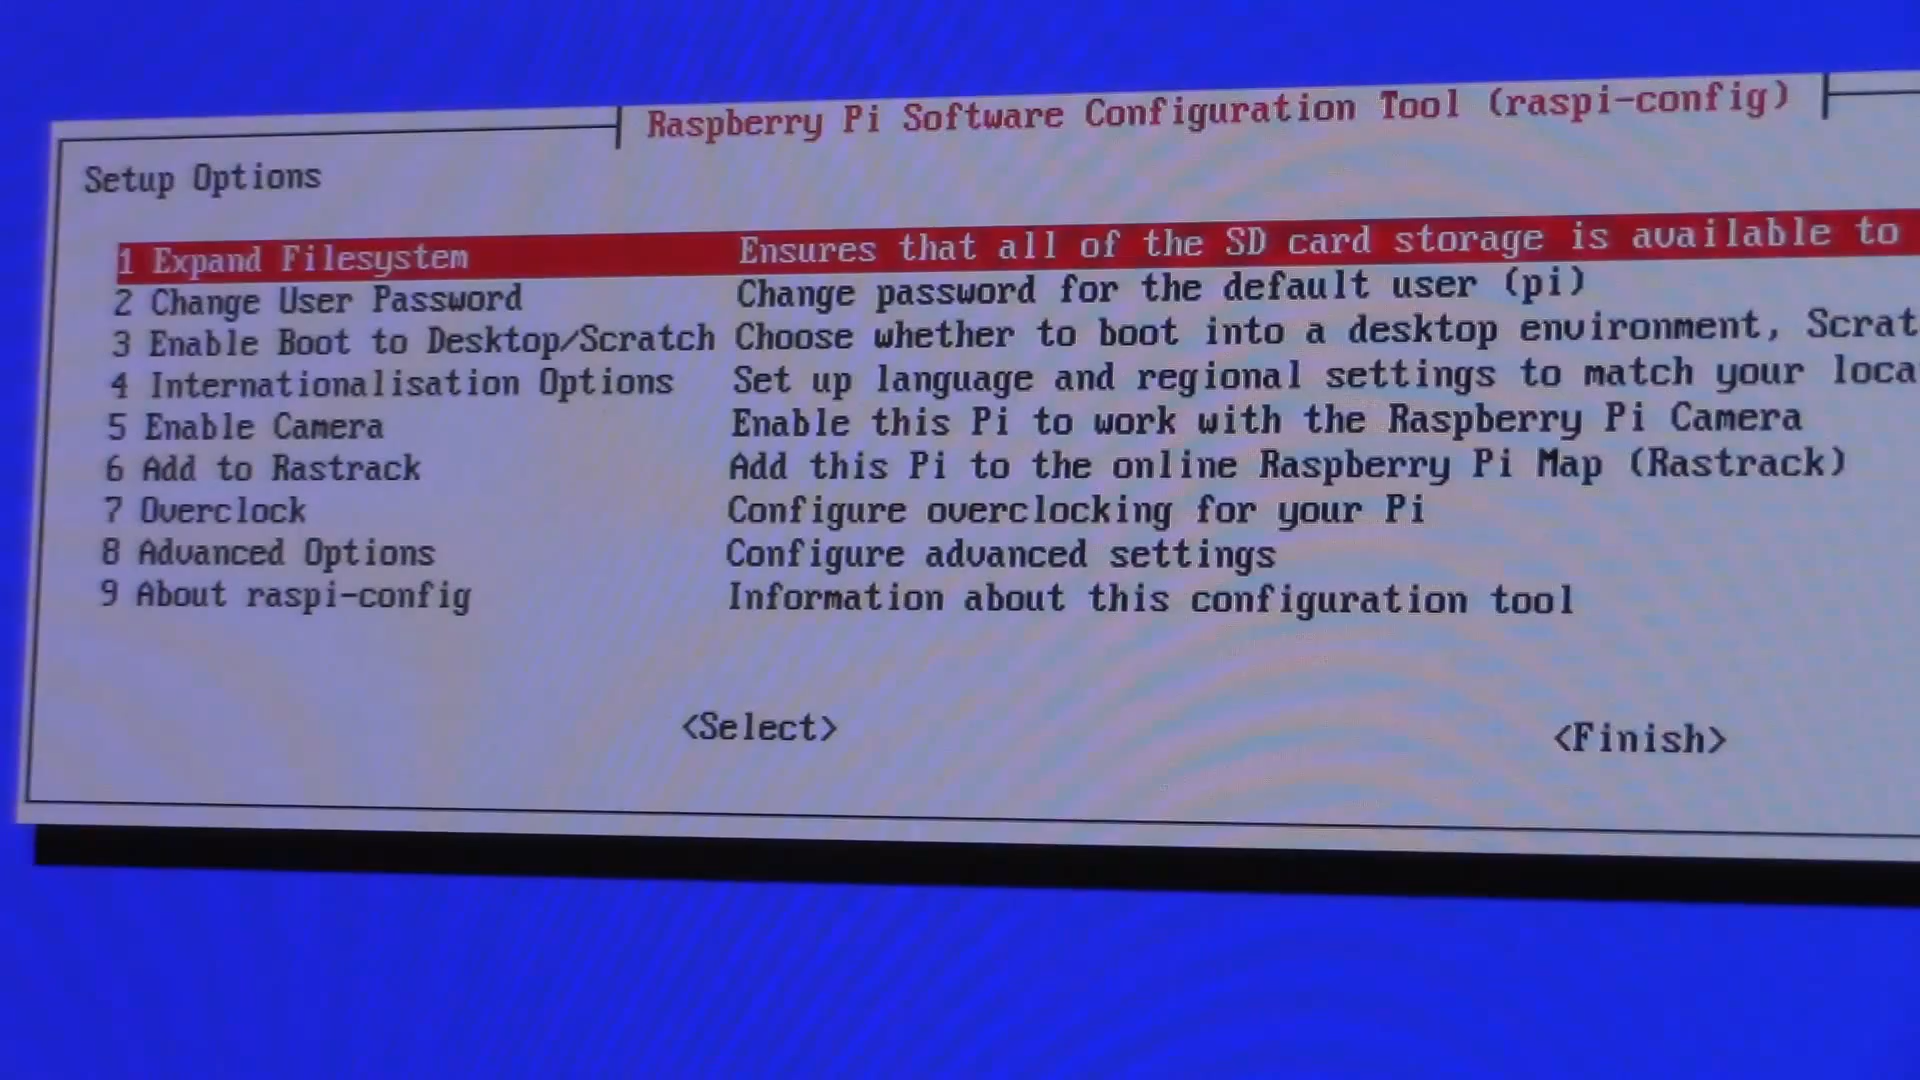 Raspberry Pi Software Configuration Tool (raspi-config)
Setup Options
1 Expand Filesystem Ensures that all of the SD card storage is available to
2 Change User Password Change password for the default user (pi)
3 Enable Boot to Desktop/Scratch Choose whether to boot into a desktop environment, Scrat
4 Internationalisation Options Set up language and regional settings to match your loca
5 Enable Camera Enable this Pi to work with the Raspberry Pi Camera
6 Add to Rastrack Add this Pi to the online Raspberry Pi Map (Rastrack)
7 Overclock Configure overclocking for your Pi
8 Advanced Options Configure advanced settings
9 About raspi-config Information about this configuration tool
<Select> <Finish>